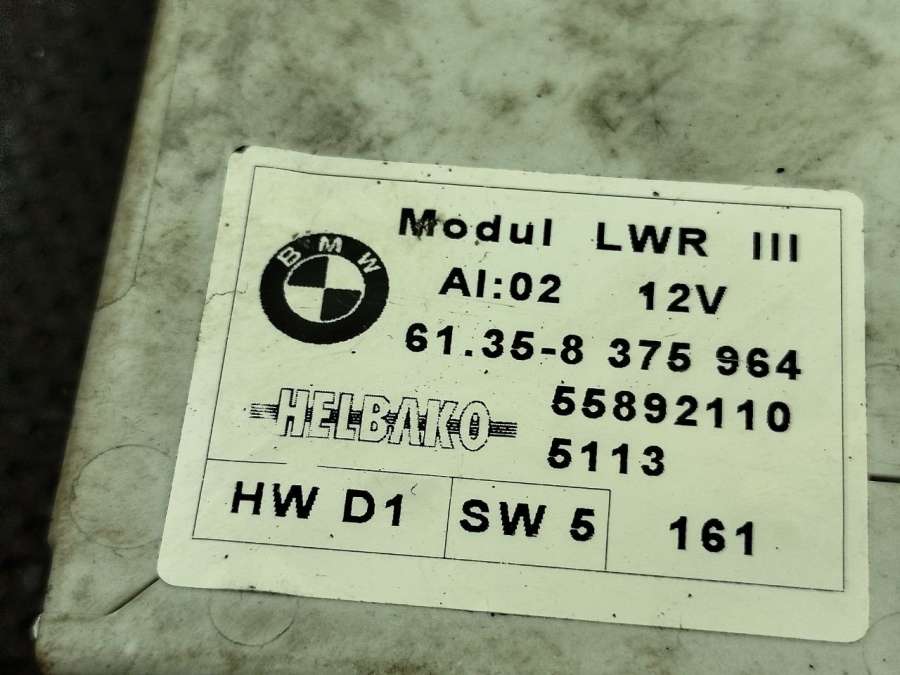 BMW
Modul LWR III
AI:02 12V
61.35-8 375 964
HELBAKO 55892110
5113
HW D1 SW 5 161